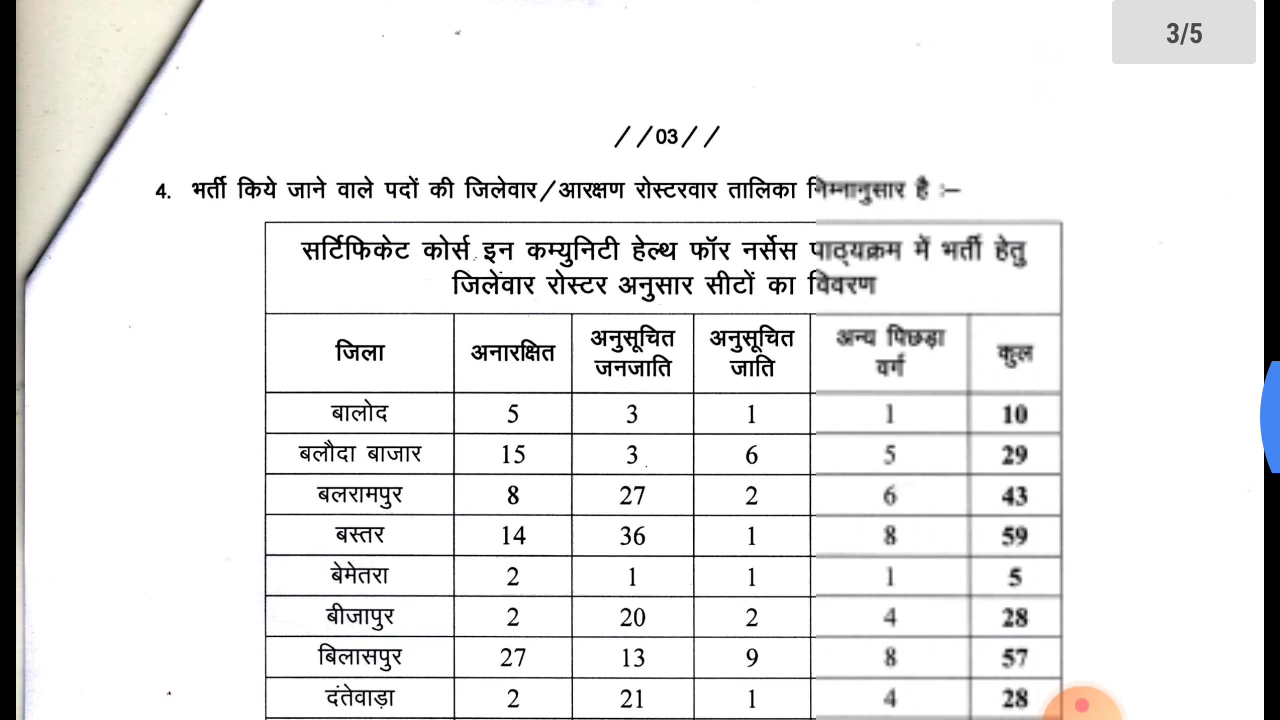 3/5
//03//
4. भर्ती किये जाने वाले पदों की जिलेवार/आरक्षण रोस्टरवार तालिका निम्नानुसार है :–
सर्टिफिकेट कोर्स इन कम्युनिटी हेल्थ फॉर नर्सेस पाठ्यक्रम में भर्ती हेतु
जिलेवार रोस्टर अनुसार सीटों का विवरण
जिला अनारक्षित अनुसूचित जनजाति अनुसूचित जाति अन्य पिछड़ा वर्ग कुल
बालोद 5 3 1 1 10
बलौदा बाजार 15 3 6 5 29
बलरामपुर 8 27 2 6 43
बस्तर 14 36 1 8 59
बेमेतरा 2 1 1 1 5
बीजापुर 2 20 2 4 28
बिलासपुर 27 13 9 8 57
दंतेवाड़ा 2 21 1 4 28